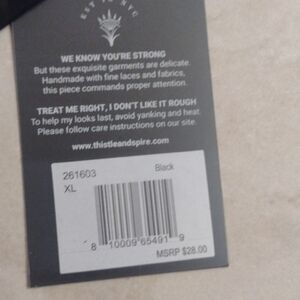 EST • NYC
WE KNOW YOU'RE STRONG
But these exquisite garments are delicate.
Handmade with fine laces and fabrics,
this piece commands proper attention.
TREAT ME RIGHT, I DON'T LIKE IT ROUGH
To help my looks last, avoid yanking and heat.
Please follow care instructions on our site.
www.thistleandspire.com
261603 Black
XL
8 10009 65491 9
MSRP $28.00